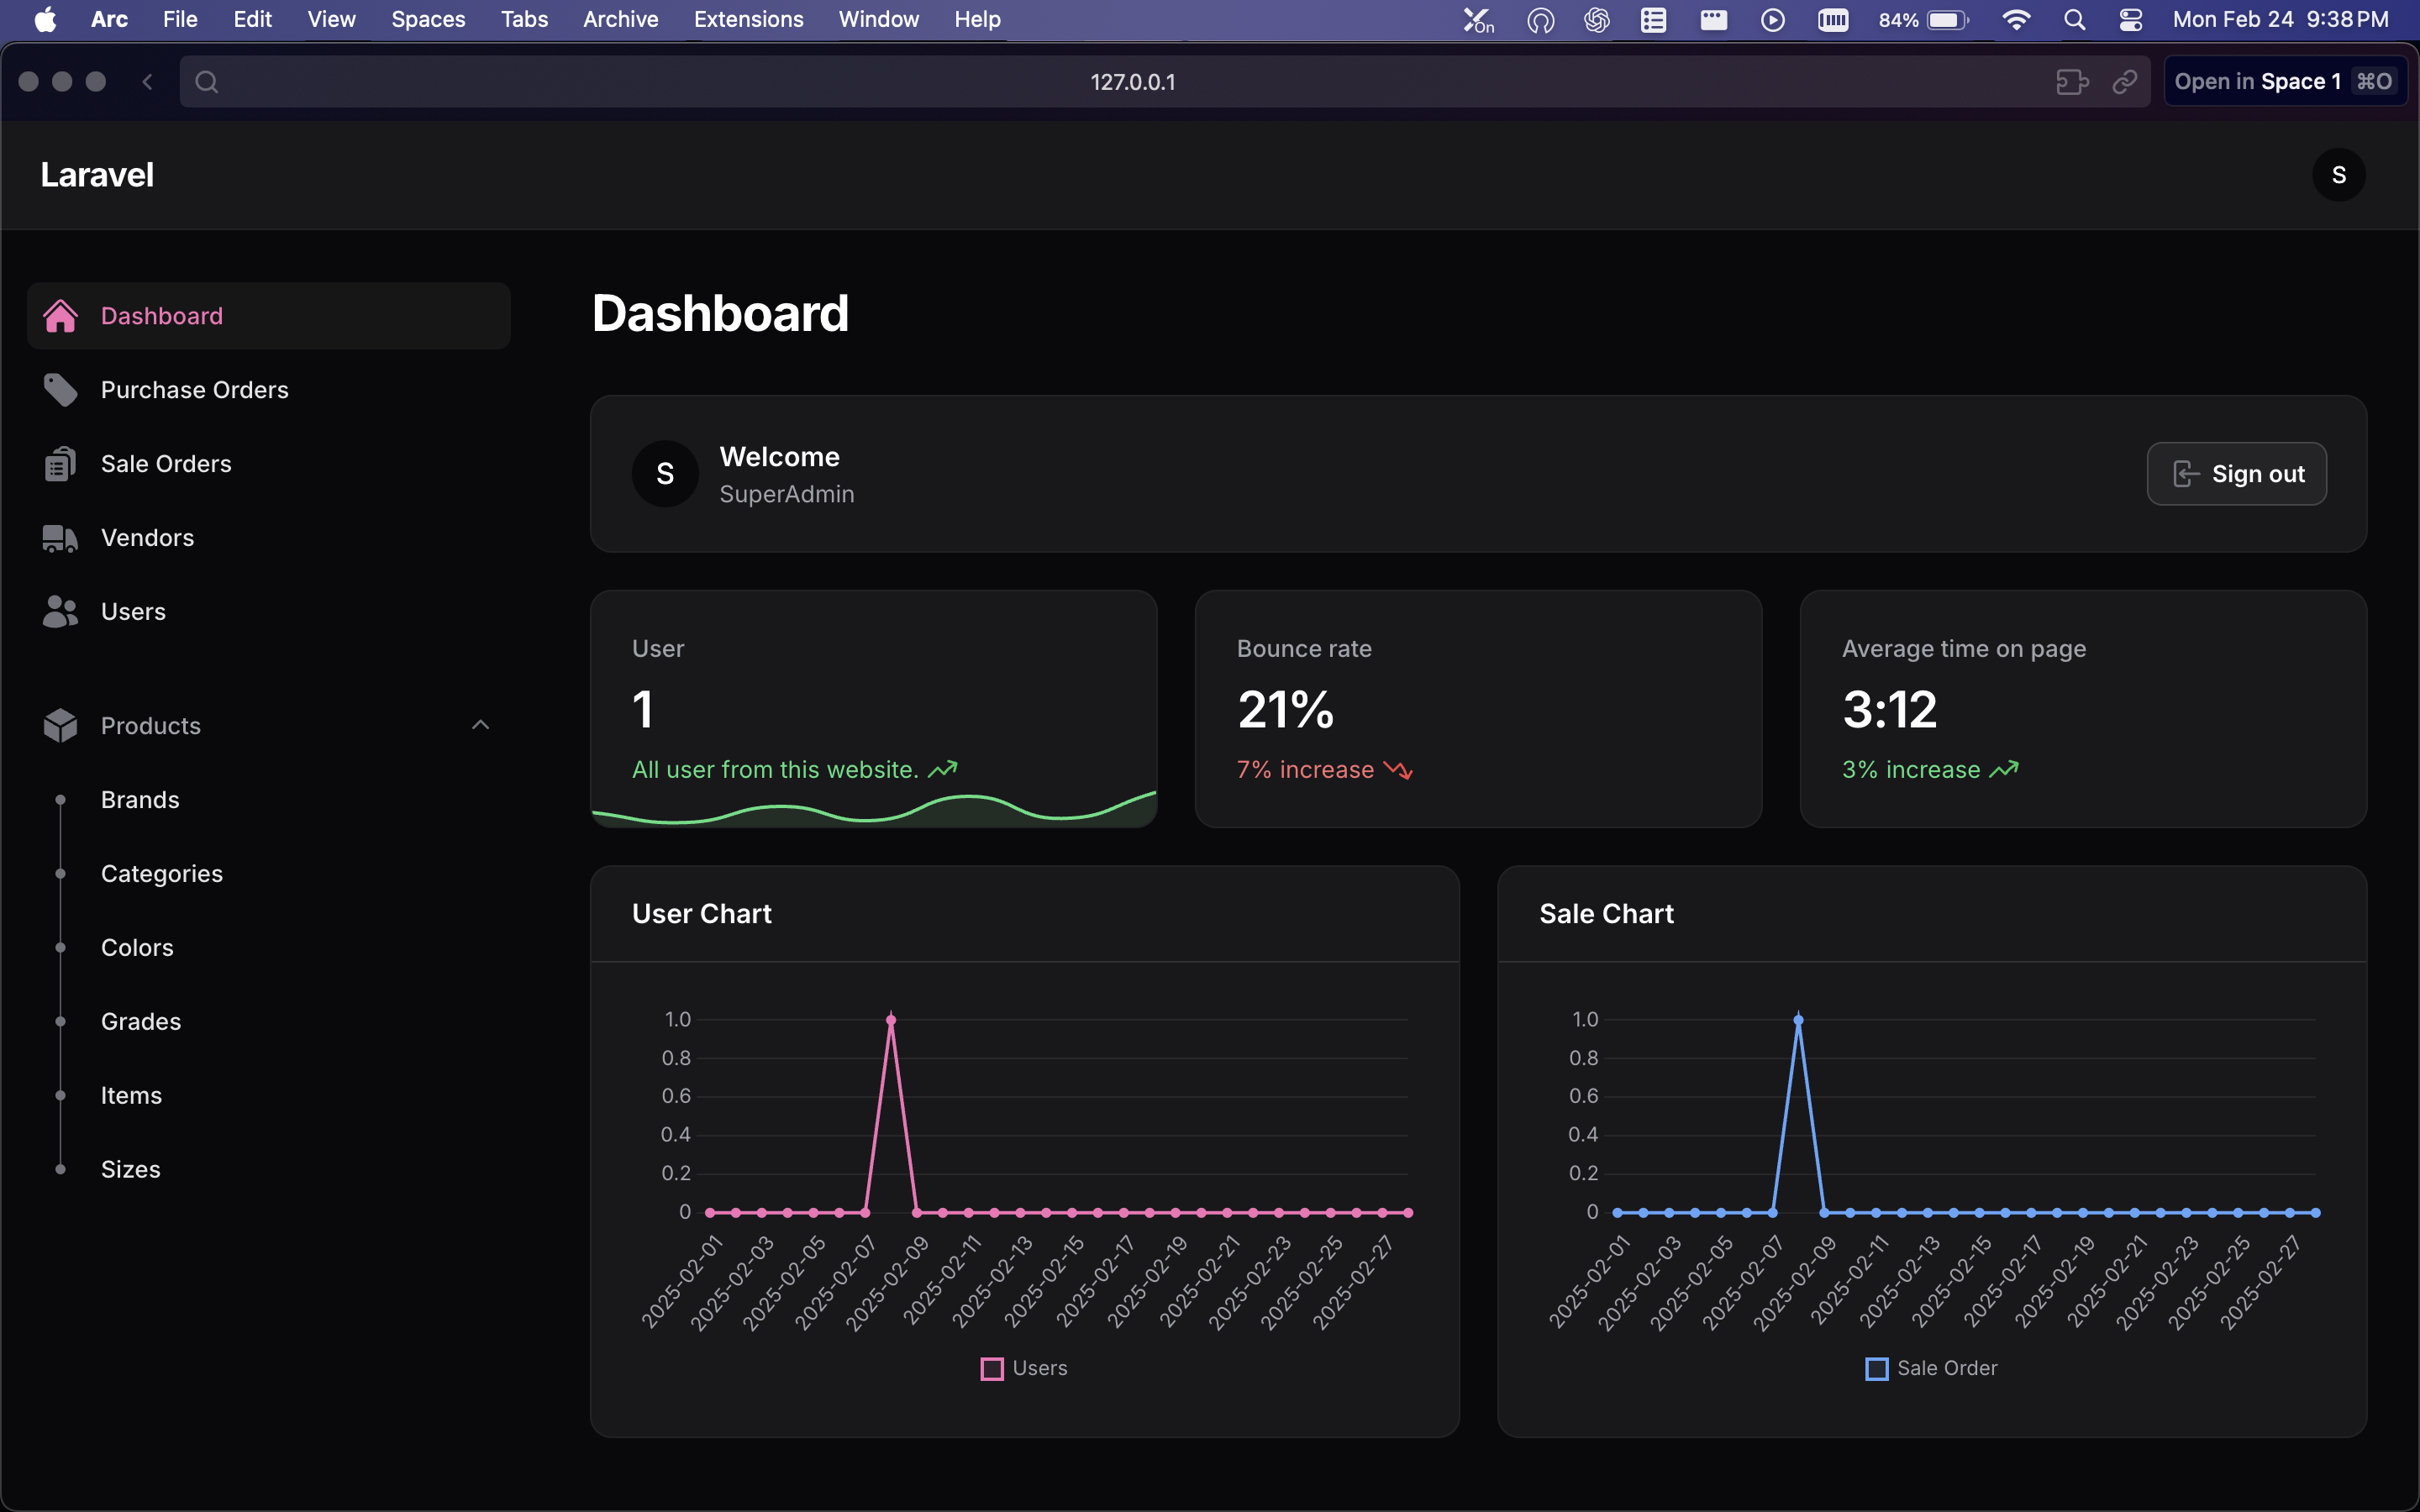 Arc File Edit View Spaces Tabs Archive Extensions Window Help On 84% Mon Feb 24 9:38 PM
127.0.0.1
Open in Space 1 ⌘O
Laravel
S
Dashboard
Purchase Orders
Sale Orders
Vendors
Users
Products
Brands
Categories
Colors
Grades
Items
Sizes
Dashboard
S
Welcome
SuperAdmin
Sign out
User
1
All user from this website.
Bounce rate
21%
7% increase
Average time on page
3:12
3% increase
User Chart
1.0
0.8
0.6
0.4
0.2
0
2025-02-01 2025-02-03 2025-02-05 2025-02-07 2025-02-09 2025-02-11 2025-02-13 2025-02-15 2025-02-17 2025-02-19 2025-02-21 2025-02-23 2025-02-25 2025-02-27
Users
Sale Chart
1.0
0.8
0.6
0.4
0.2
0
2025-02-01 2025-02-03 2025-02-05 2025-02-07 2025-02-09 2025-02-11 2025-02-13 2025-02-15 2025-02-17 2025-02-19 2025-02-21 2025-02-23 2025-02-25 2025-02-27
Sale Order